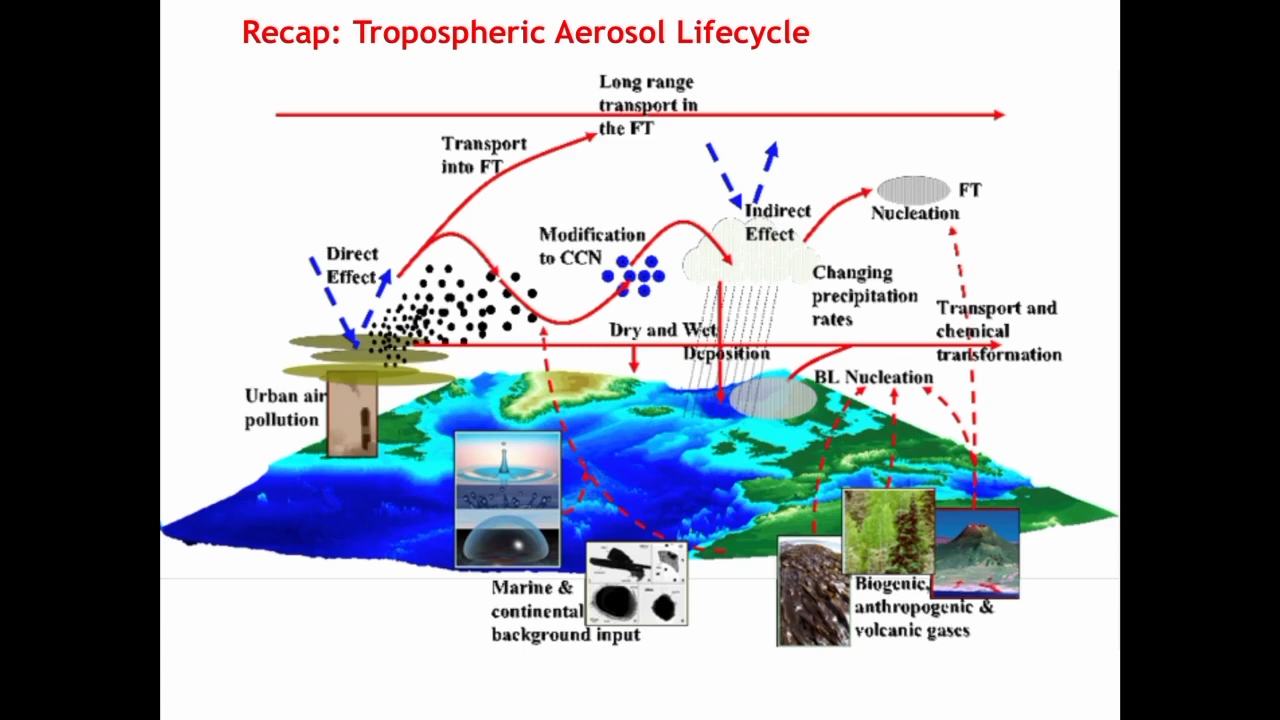 Recap: Tropospheric Aerosol Lifecycle
Long range
transport in
the FT
Transport
into FT
Direct
Effect
Modification
to CCN
Indirect
Effect
FT
Nucleation
Changing
precipitation
rates
Transport and
chemical
transformation
Dry and Wet
Deposition
BL Nucleation
Urban air
pollution
Marine &
continental
background input
Biogenic,
anthropogenic &
volcanic gases